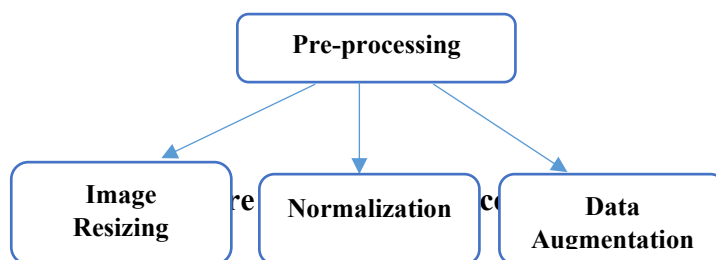 Pre-processing
Image
Resizing
Normalization
Data
Augmentation